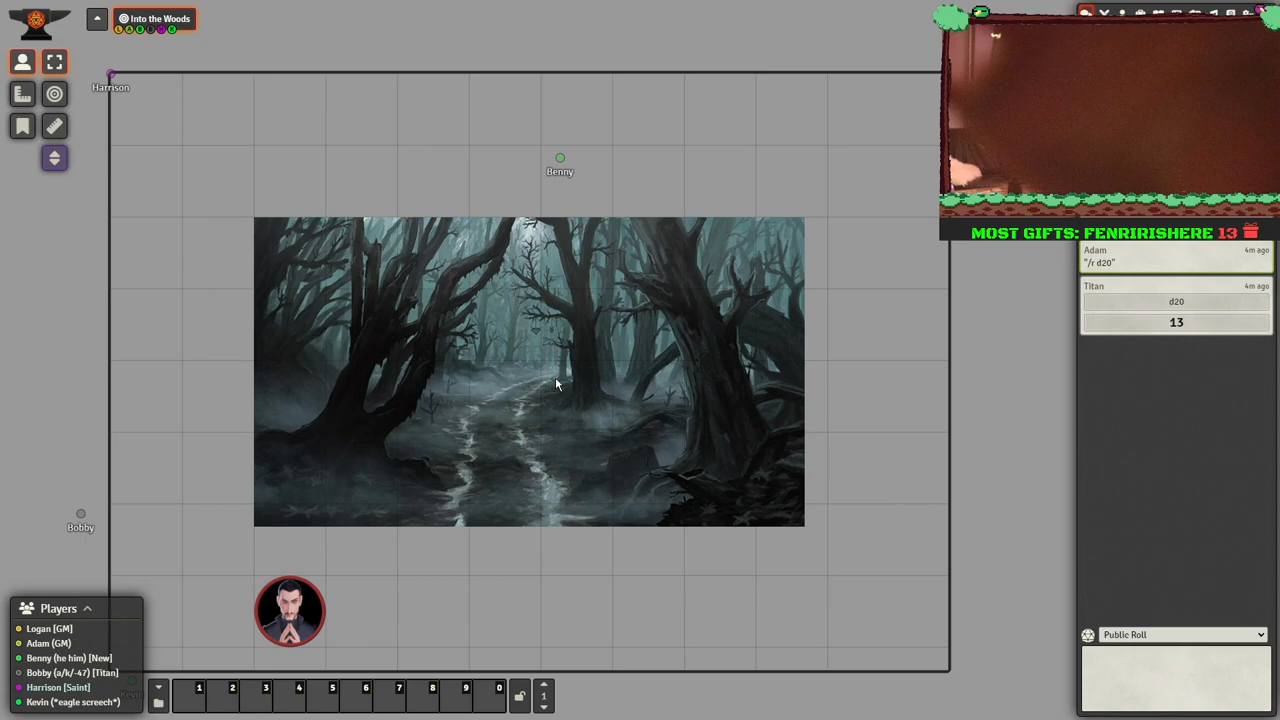 Into the Woods
L A B B H K
Harrison
Benny
MOST GIFTS: FENRIRISHERE 13
Adam 4m ago
"/r d20"
Titan 4m ago
d20
13
Bobby
Players
Logan [GM]
Adam (GM)
Benny (he him) [New]
Bobby (a/k/-47) [Titan]
Harrison [Saint]
Kevin (*eagle screech*)
1 2 3 4 5 6 7 8 9 0
1
Public Roll